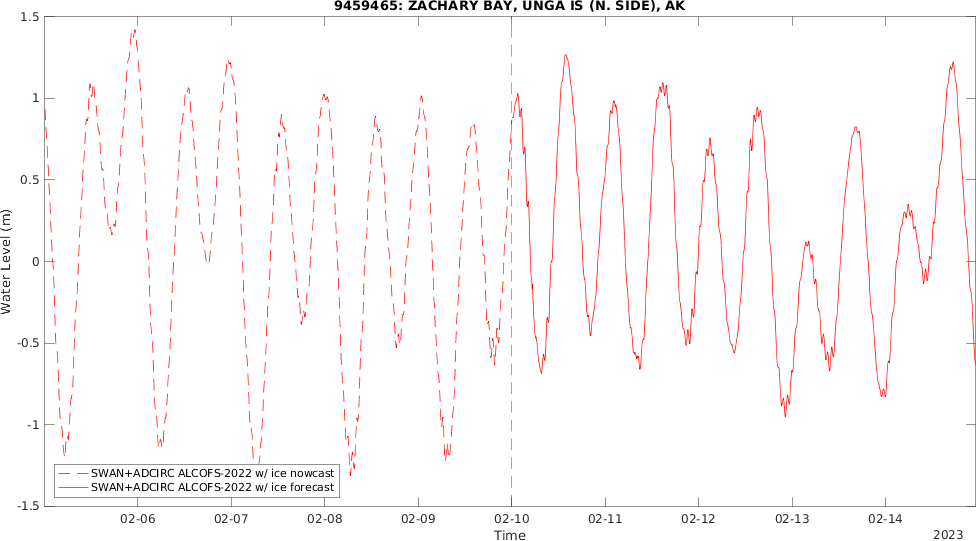 9459465: ZACHARY BAY, UNGA IS (N. SIDE), AK
1.5
1
0.5
0
-0.5
-1
-1.5
Water Level (m)
SWAN+ADCIRC ALCOFS-2022 w/ ice nowcast
SWAN+ADCIRC ALCOFS-2022 w/ ice forecast
02-06 02-07 02-08 02-09 02-10 02-11 02-12 02-13 02-14
Time
2023